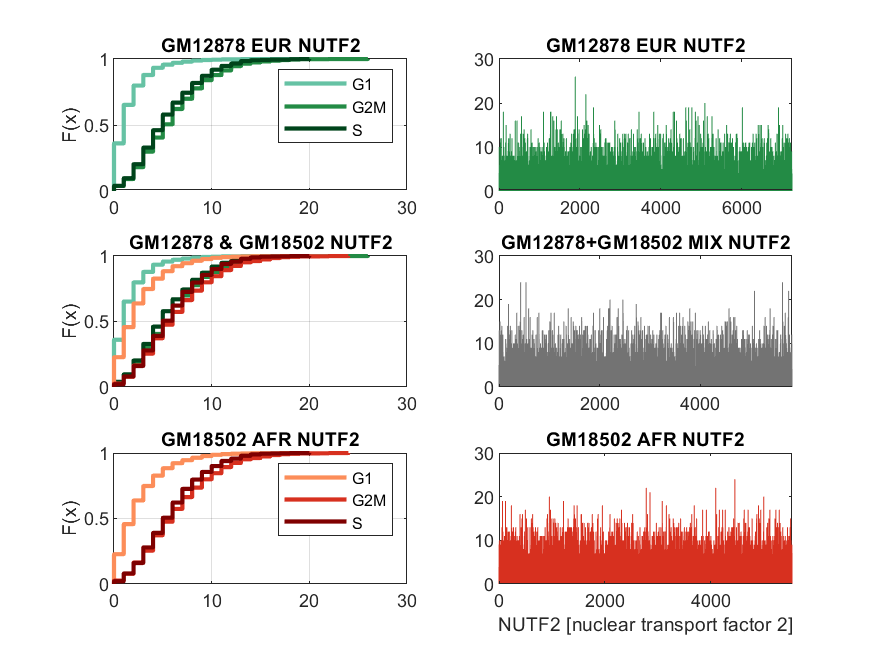 GM12878 EUR NUTF2
1
0.5
0
F(x)
G1
G2M
S
0 10 20 30
GM12878 EUR NUTF2
30
20
10
0
0 2000 4000 6000
GM12878 & GM18502 NUTF2
1
0.5
0
F(x)
0 10 20 30
GM12878+GM18502 MIX NUTF2
30
20
10
0
0 2000 4000
GM18502 AFR NUTF2
1
0.5
0
F(x)
G1
G2M
S
0 10 20 30
GM18502 AFR NUTF2
30
20
10
0
0 2000 4000
NUTF2 [nuclear transport factor 2]